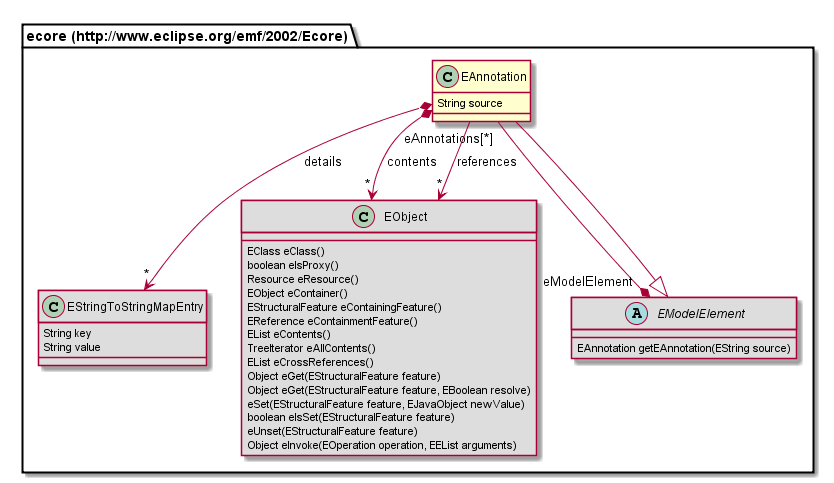 ecore (http://www.eclipse.org/emf/2002/Ecore)
C EAnnotation
String source
eAnnotations[*]
details
contents
references
*
*
*
C EObject
EClass eClass()
boolean eIsProxy()
Resource eResource()
EObject eContainer()
EStructuralFeature eContainingFeature()
EReference eContainmentFeature()
EList eContents()
TreeIterator eAllContents()
EList eCrossReferences()
Object eGet(EStructuralFeature feature)
Object eGet(EStructuralFeature feature, EBoolean resolve)
eSet(EStructuralFeature feature, EJavaObject newValue)
boolean eIsSet(EStructuralFeature feature)
eUnset(EStructuralFeature feature)
Object eInvoke(EOperation operation, EEList arguments)
C EStringToStringMapEntry
String key
String value
eModelElement
A EModelElement
EAnnotation getEAnnotation(EString source)